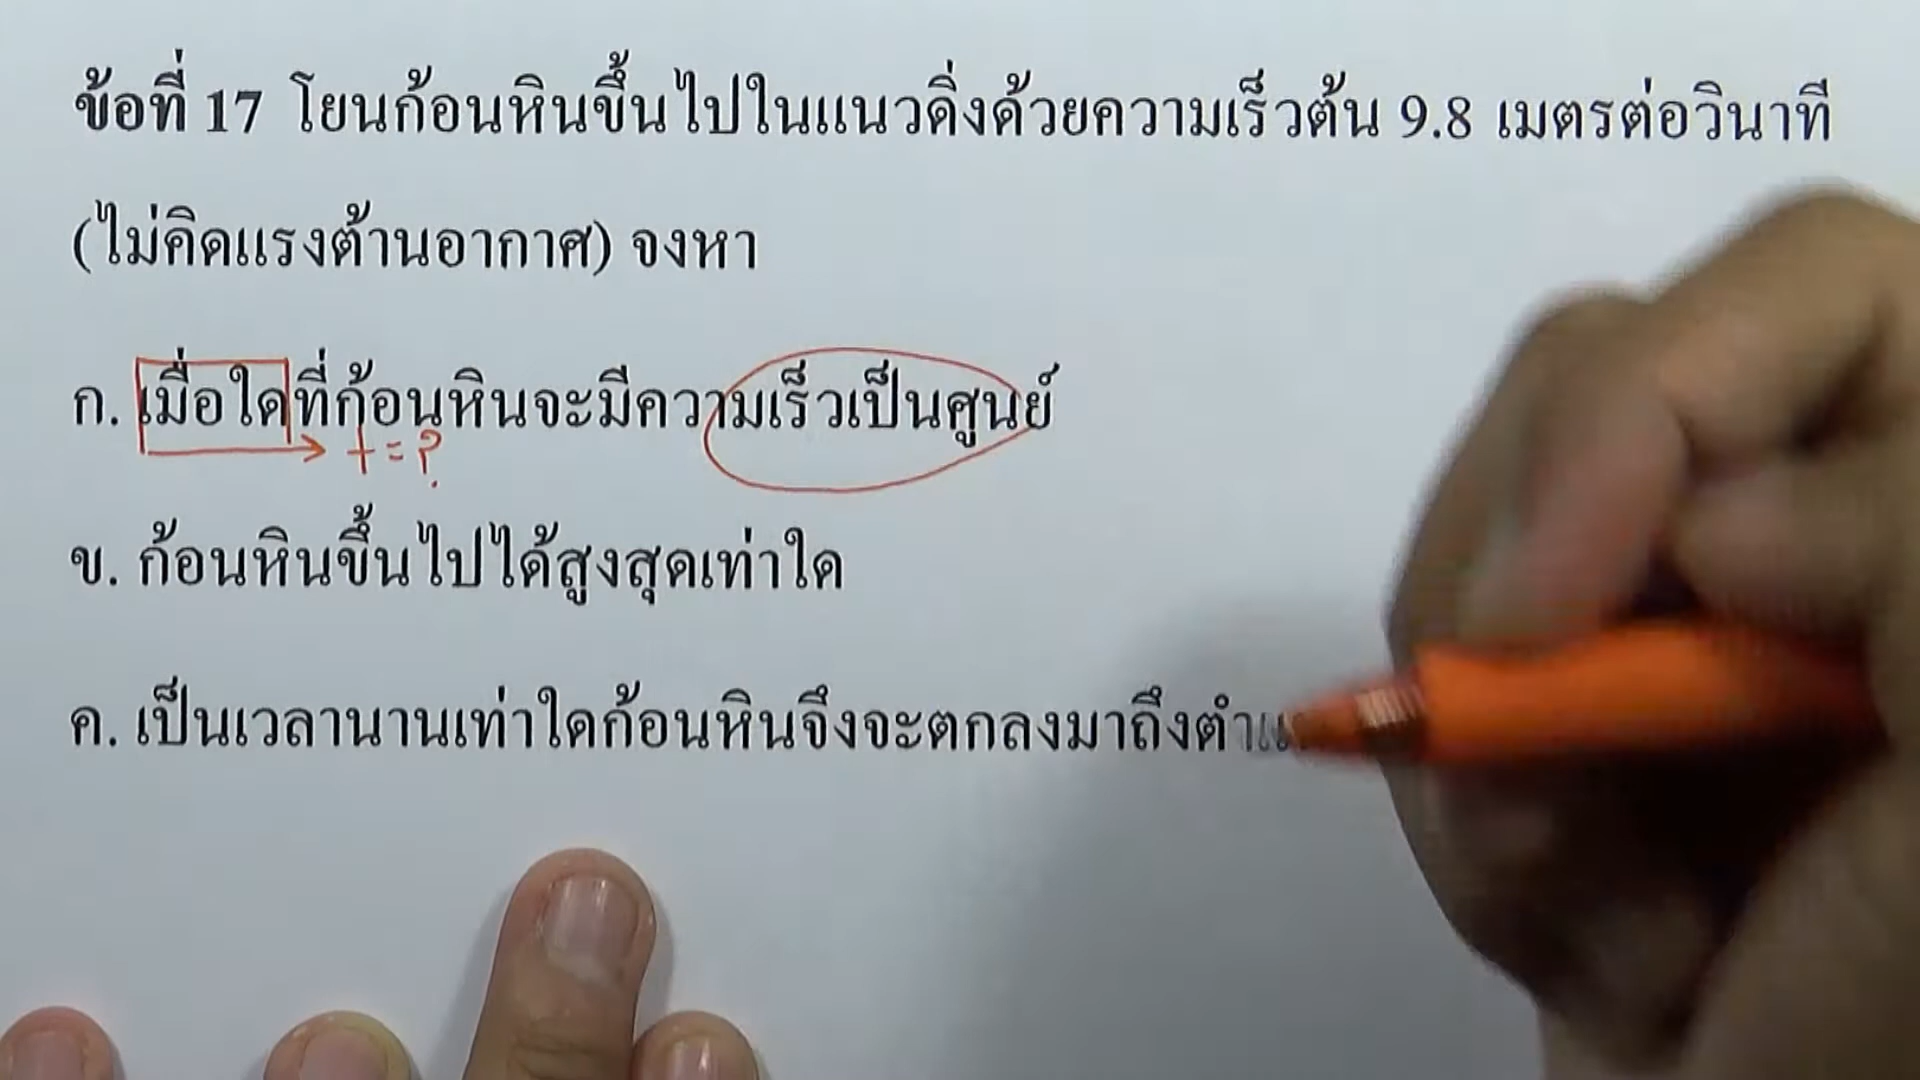 ข้อที่ 17 โยนก้อนหินขึ้นไปในแนวดิ่งด้วยความเร็วต้น 9.8 เมตรต่อวินาที
(ไม่คิดแรงต้านอากาศ) จงหา
ก. เมื่อใดที่ก้อนหินจะมีความเร็วเป็นศูนย์
t = ?
ข. ก้อนหินขึ้นไปได้สูงสุดเท่าใด
ค. เป็นเวลานานเท่าใดก้อนหินจึงจะตกลงมาถึง